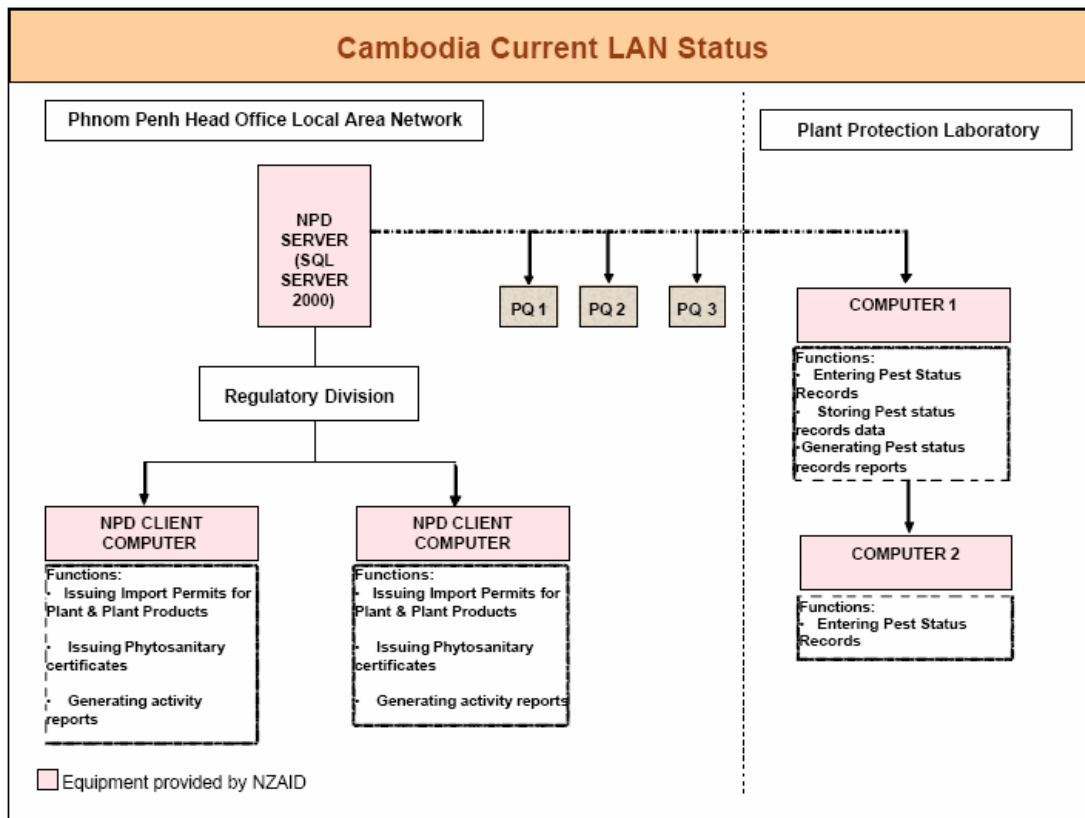 Cambodia Current LAN Status
Phnom Penh Head Office Local Area Network
Plant Protection Laboratory
NPD
SERVER
(SQL
SERVER
2000)
PQ 1
PQ 2
PQ 3
Regulatory Division
NPD CLIENT
COMPUTER
Functions:
- Issuing Import Permits for
Plant & Plant Products
- Issuing Phytosanitary
certificates
- Generating activity
reports
NPD CLIENT
COMPUTER
Functions:
- Issuing Import Permits for
Plant & Plant Products
- Issuing Phytosanitary
certificates
- Generating activity reports
COMPUTER 1
Functions:
- Entering Pest Status
Records
- Storing Pest status
records data
-Generating Pest status
records reports
COMPUTER 2
Functions:
- Entering Pest Status
Records
Equipment provided by NZAID